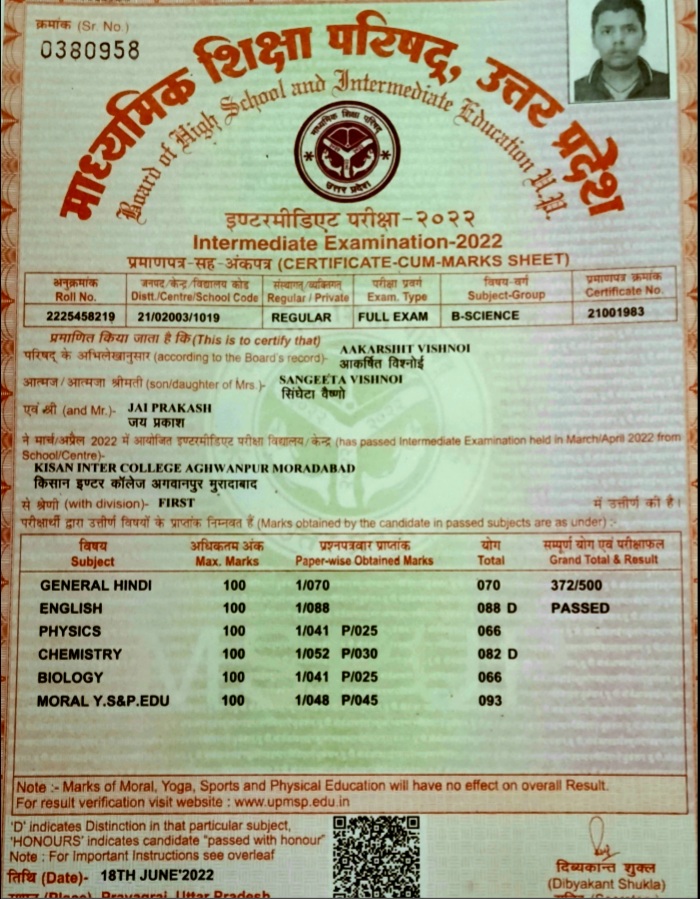 क्रमांक (Sr. No.)
0380958
माध्यमिक शिक्षा परिषद्, उत्तर प्रदेश
Board of High School and Intermediate Education U.P.
माध्यमिक शिक्षा परिषद्
उत्तर प्रदेश
इण्टरमीडिएट परीक्षा-२०२२
Intermediate Examination-2022
प्रमाणपत्र-सह-अंकपत्र (CERTIFICATE-CUM-MARKS SHEET)
अनुक्रमांक जनपद/केन्द्र/विद्यालय कोड संस्थागत/व्यक्तिगत परीक्षा प्रवर्ग विषय-वर्ग प्रमाणपत्र क्रमांक
Roll No. Distt./Centre/School Code Regular / Private Exam. Type Subject-Group Certificate No.
2225458219 21/02003/1019 REGULAR FULL EXAM B-SCIENCE 21001983
प्रमाणित किया जाता है कि (This is to certify that)
परिषद् के अभिलेखानुसार (according to the Board's record)- AAKARSHIT VISHNOI
आकर्षित विश्नोई
आत्मज/आत्मजा श्रीमती (son/daughter of Mrs.)- SANGEETA VISHNOI
सिंघेटा वैष्णो
एवं श्री (and Mr.)- JAI PRAKASH
जय प्रकाश
ने मार्च/अप्रैल 2022 में आयोजित इण्टरमीडिएट परीक्षा विद्यालय/केन्द्र (has passed Intermediate Examination held in March/April 2022 from
School/Centre)-
KISAN INTER COLLEGE AGHWANPUR MORADABAD
किसान इण्टर कॉलेज अगवानपुर मुरादाबाद
से श्रेणी (with division)- FIRST में उत्तीर्ण की है।
परीक्षार्थी द्वारा उत्तीर्ण विषयों के प्राप्तांक निम्नवत् हैं (Marks obtained by the candidate in passed subjects are as under) :-
विषय अधिकतम अंक प्रश्नपत्रवार प्राप्तांक योग सम्पूर्ण योग एवं परीक्षाफल
Subject Max. Marks Paper-wise Obtained Marks Total Grand Total & Result
GENERAL HINDI 100 1/070 070 372/500
ENGLISH 100 1/088 088 D PASSED
PHYSICS 100 1/041 P/025 066
CHEMISTRY 100 1/052 P/030 082 D
BIOLOGY 100 1/041 P/025 066
MORAL Y.S&P.EDU 100 1/048 P/045 093
Note :- Marks of Moral, Yoga, Sports and Physical Education will have no effect on overall Result.
For result verification visit website : www.upmsp.edu.in
'D' indicates Distinction in that particular subject,
'HONOURS' indicates candidate "passed with honour"
Note : For Important Instructions see overleaf
तिथि (Date)- 18TH JUNE'2022
दिव्यकान्त शुक्ल
(Dibyakant Shukla)
(Place) Prayagraj, Uttar Pradesh